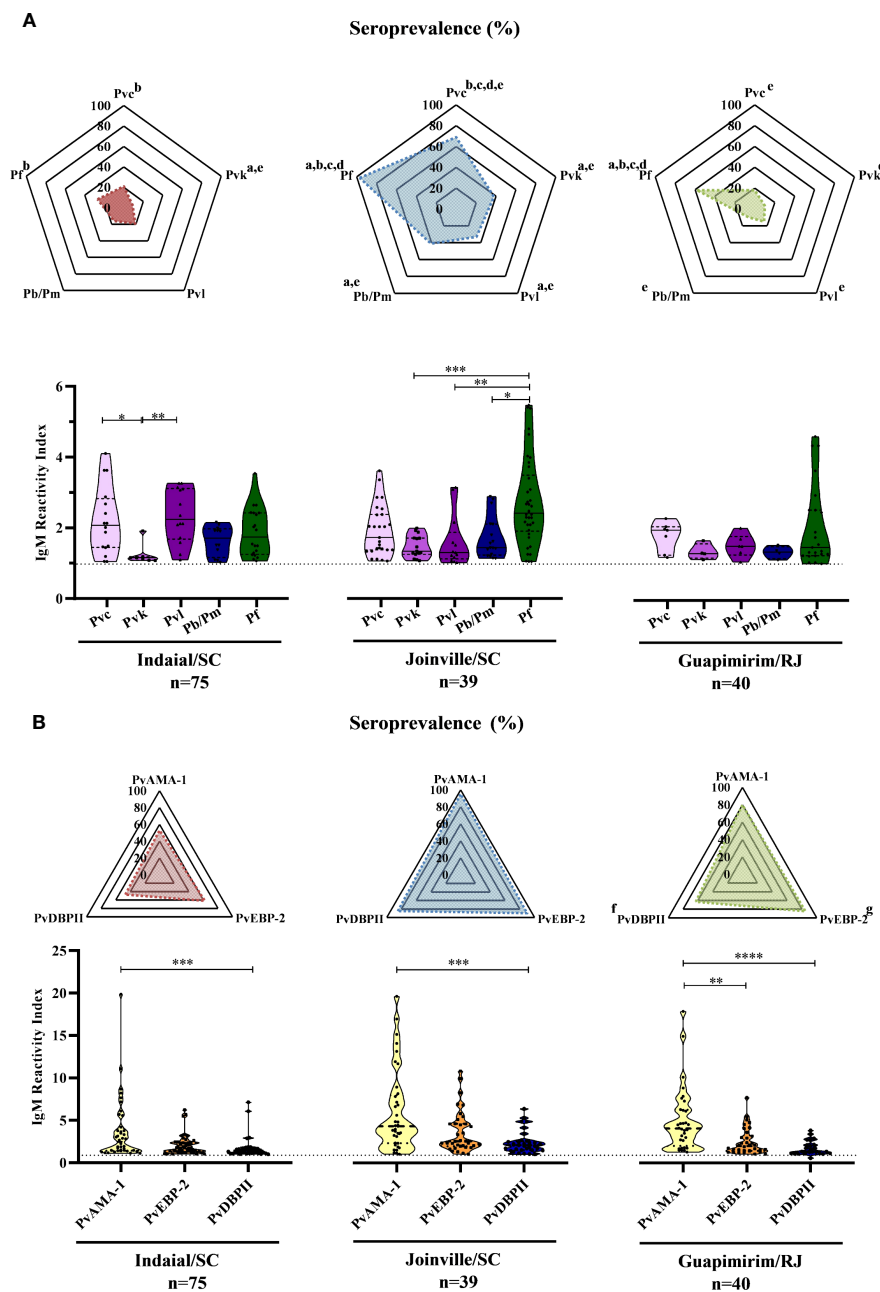 A
Seroprevalence (%)
Pvc b
100
80
60
40
20
0
Pf b
Pvk a,e
Pb/Pm
Pvl
Pvc b,c,d,e
100
80
60
40
20
0
a,b,c,d
Pf
Pvk a,e
a,e
Pb/Pm
Pvl a,e
Pvc e
100
80
60
40
20
0
a,b,c,d
Pf
Pvk
e
Pb/Pm
Pvl e
IgM Reactivity Index
6
4
2
0
* **
***
**
*
Pvc Pvk Pvl Pb/Pm Pf
Pvc Pvk Pvl Pb/Pm Pf
Pvc Pvk Pvl Pb/Pm Pf
Indaial/SC Joinville/SC Guapimirim/RJ
n=75 n=39 n=40
B
Seroprevalence (%)
PvAMA-1
100
80
60
40
20
0
PvDBPII PvEBP-2
PvAMA-1
100
80
60
40
20
0
PvDBPII PvEBP-2
PvAMA-1
100
80
60
40
20
0
f
PvDBPII PvEBP-2 g
IgM Reactivity Index
25
20
15
10
5
0
***
***
****
**
PvAMA-1 PvEBP-2 PvDBPII
PvAMA-1 PvEBP-2 PvDBPII
PvAMA-1 PvEBP-2 PvDBPII
Indaial/SC Joinville/SC Guapimirim/RJ
n=75 n=39 n=40